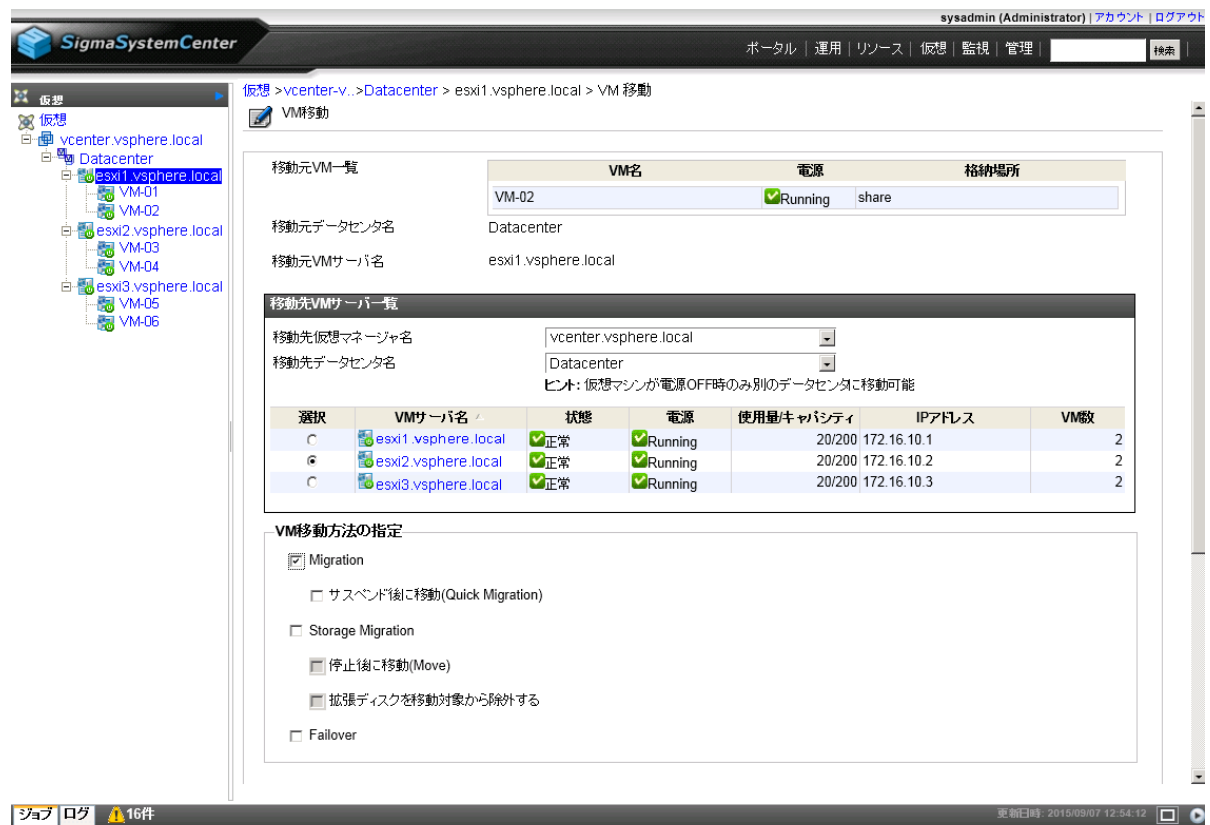 sysadmin (Administrator) | アカウント | ログアウト
SigmaSystemCenter
ポータル | 運用 | リソース | 仮想 | 監視 | 管理 | 検索 |
仮想
仮想
vcenter.vsphere.local
Datacenter
esxi1.vsphere.local
VM-01
VM-02
esxi2.vsphere.local
VM-03
VM-04
esxi3.vsphere.local
VM-05
VM-06
仮想 >vcenter-v..>Datacenter > esxi1.vsphere.local > VM 移動
VM移動
移動元VM一覧
VM名 電源 格納場所
VM-02 Running share
移動元データセンタ名 Datacenter
移動元VMサーバ名 esxi1.vsphere.local
移動先VMサーバ一覧
移動先仮想マネージャ名 vcenter.vsphere.local
移動先データセンタ名 Datacenter
ヒント: 仮想マシンが電源OFF時のみ別のデータセンタに移動可能
選択 VMサーバ名 状態 電源 使用量/キャパシティ IPアドレス VM数
esxi1.vsphere.local 正常 Running 20/200 172.16.10.1 2
esxi2.vsphere.local 正常 Running 20/200 172.16.10.2 2
esxi3.vsphere.local 正常 Running 20/200 172.16.10.3 2
VM移動方法の指定
Migration
サスペンド後に移動(Quick Migration)
Storage Migration
停止後に移動(Move)
拡張ディスクを移動対象から除外する
Failover
ジョブ ログ 16件 更新日時: 2015/09/07 12:54:12